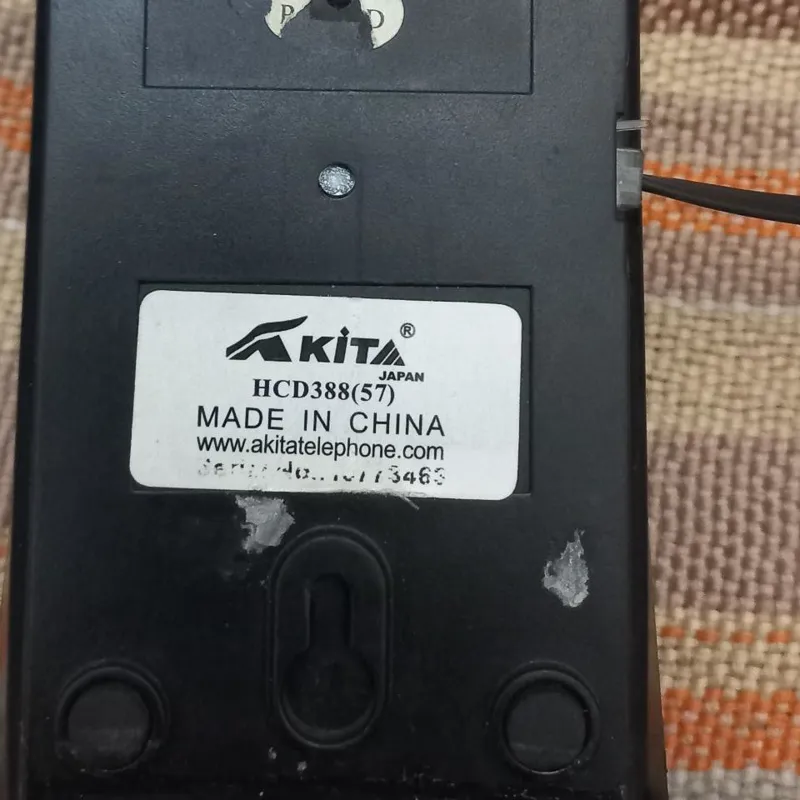 P D
AKITA®
JAPAN
HCD388(57)
MADE IN CHINA
www.akitatelephone.com